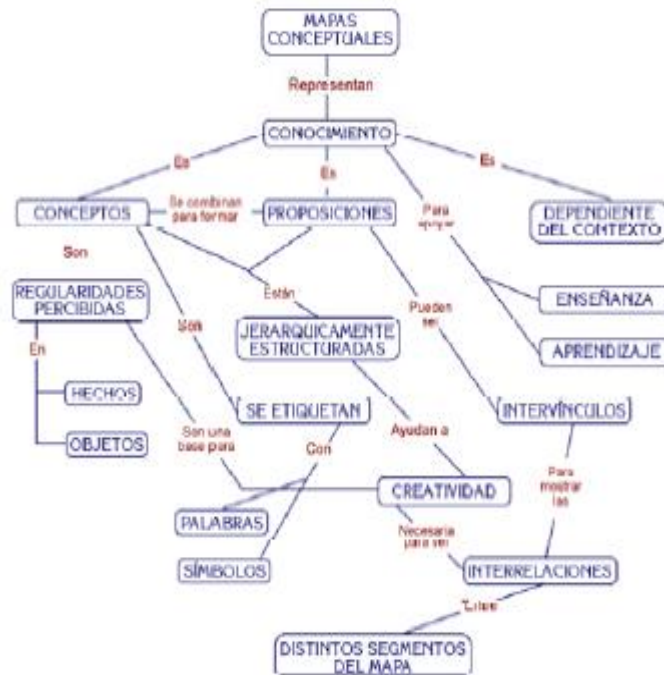 MAPAS
CONCEPTUALES
Representan
CONOCIMIENTO
Es
Es
Es
CONCEPTOS
Se combinan
para formar
PROPOSICIONES
Para
apoyar
DEPENDIENTE
DEL CONTEXTO
Son
REGULARIDADES
PERCIBIDAS
Están
Pueden
ser
ENSEÑANZA
En
Son
JERARQUICAMENTE
ESTRUCTURADAS
APRENDIZAJE
HECHOS
SE ETIQUETAN
INTERVÍNCULOS
OBJETOS
Son una
base para
Con
Ayudan a
Para
mostrar
las
CREATIVIDAD
PALABRAS
Necesaria
para ser
SÍMBOLOS
INTERRELACIONES
DISTINTOS SEGMENTOS
DEL MAPA